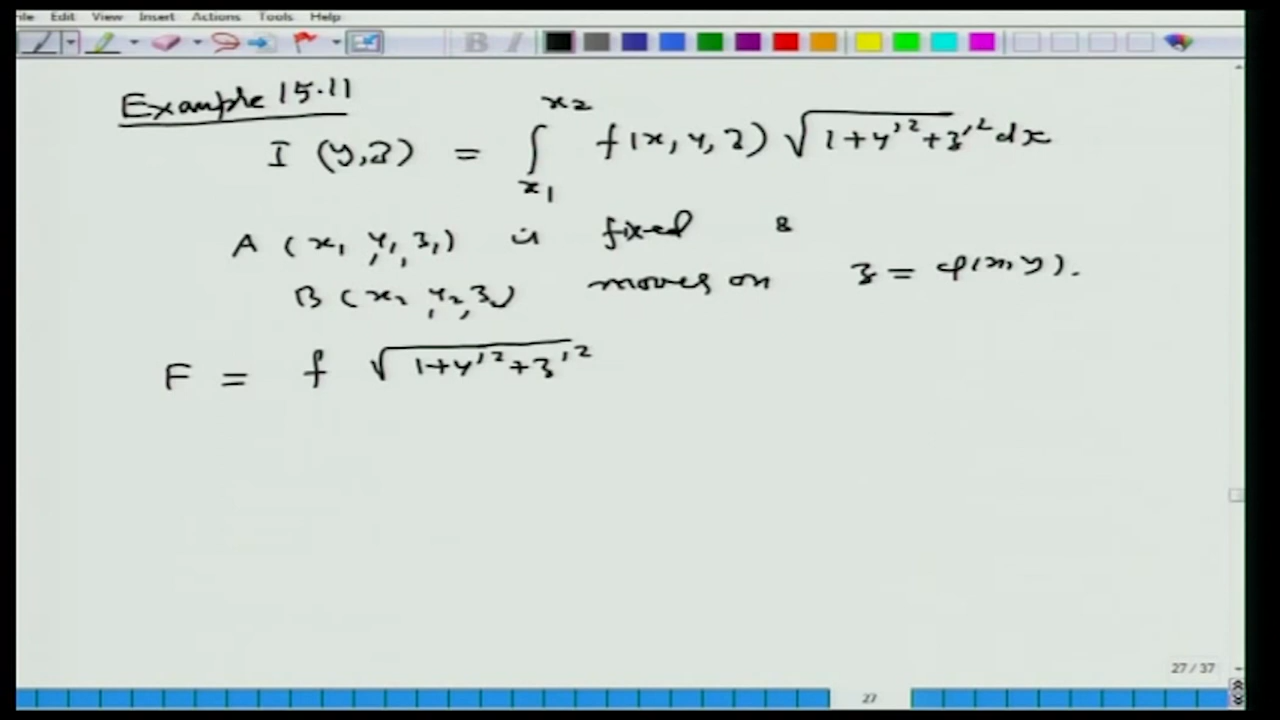 File Edit View Insert Actions Tools Help
Example 15.11
I (y,z) = ∫_{x1}^{x2} f(x, y, z) √(1+y'²+z'²) dx
A (x1, y1, z1) is fixed &
B (x2, y2, z2) moves on z = φ(x,y).
F = f √(1+y'²+z'²)
27 / 37
27